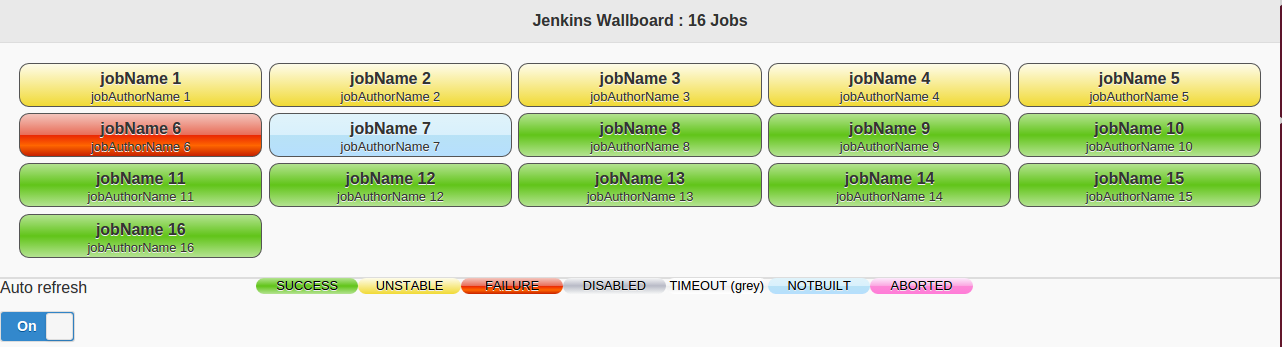 Jenkins Wallboard : 16 Jobs
jobName 1 jobName 2 jobName 3 jobName 4 jobName 5
jobAuthorName 1 jobAuthorName 2 jobAuthorName 3 jobAuthorName 4 jobAuthorName 5
jobName 6 jobName 7 jobName 8 jobName 9 jobName 10
jobAuthorName 6 jobAuthorName 7 jobAuthorName 8 jobAuthorName 9 jobAuthorName 10
jobName 11 jobName 12 jobName 13 jobName 14 jobName 15
jobAuthorName 11 jobAuthorName 12 jobAuthorName 13 jobAuthorName 14 jobAuthorName 15
jobName 16
jobAuthorName 16
Auto refresh SUCCESS UNSTABLE FAILURE DISABLED TIMEOUT (grey) NOTBUILT ABORTED
On